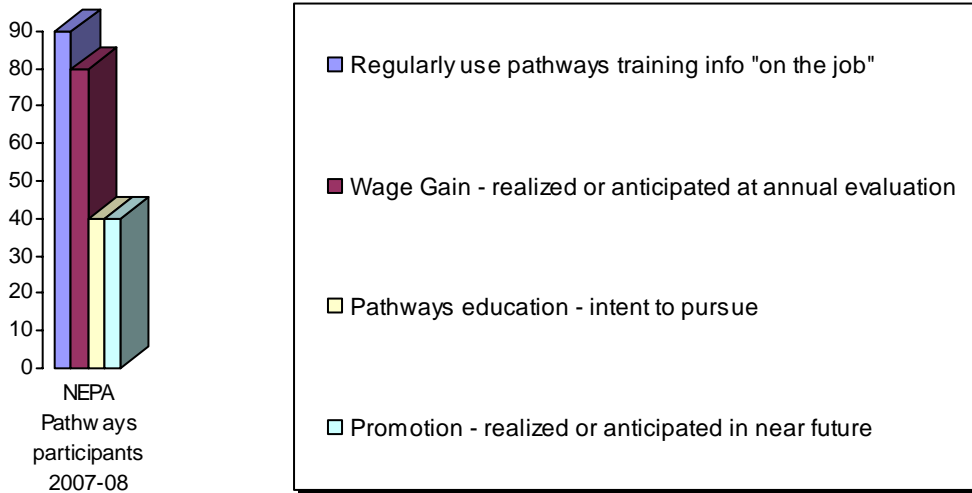 90
80
70
60
50
40
30
20
10
0
NEPA
Pathways
participants
2007-08
Regularly use pathways training info "on the job"
Wage Gain - realized or anticipated at annual evaluation
Pathways education - intent to pursue
Promotion - realized or anticipated in near future